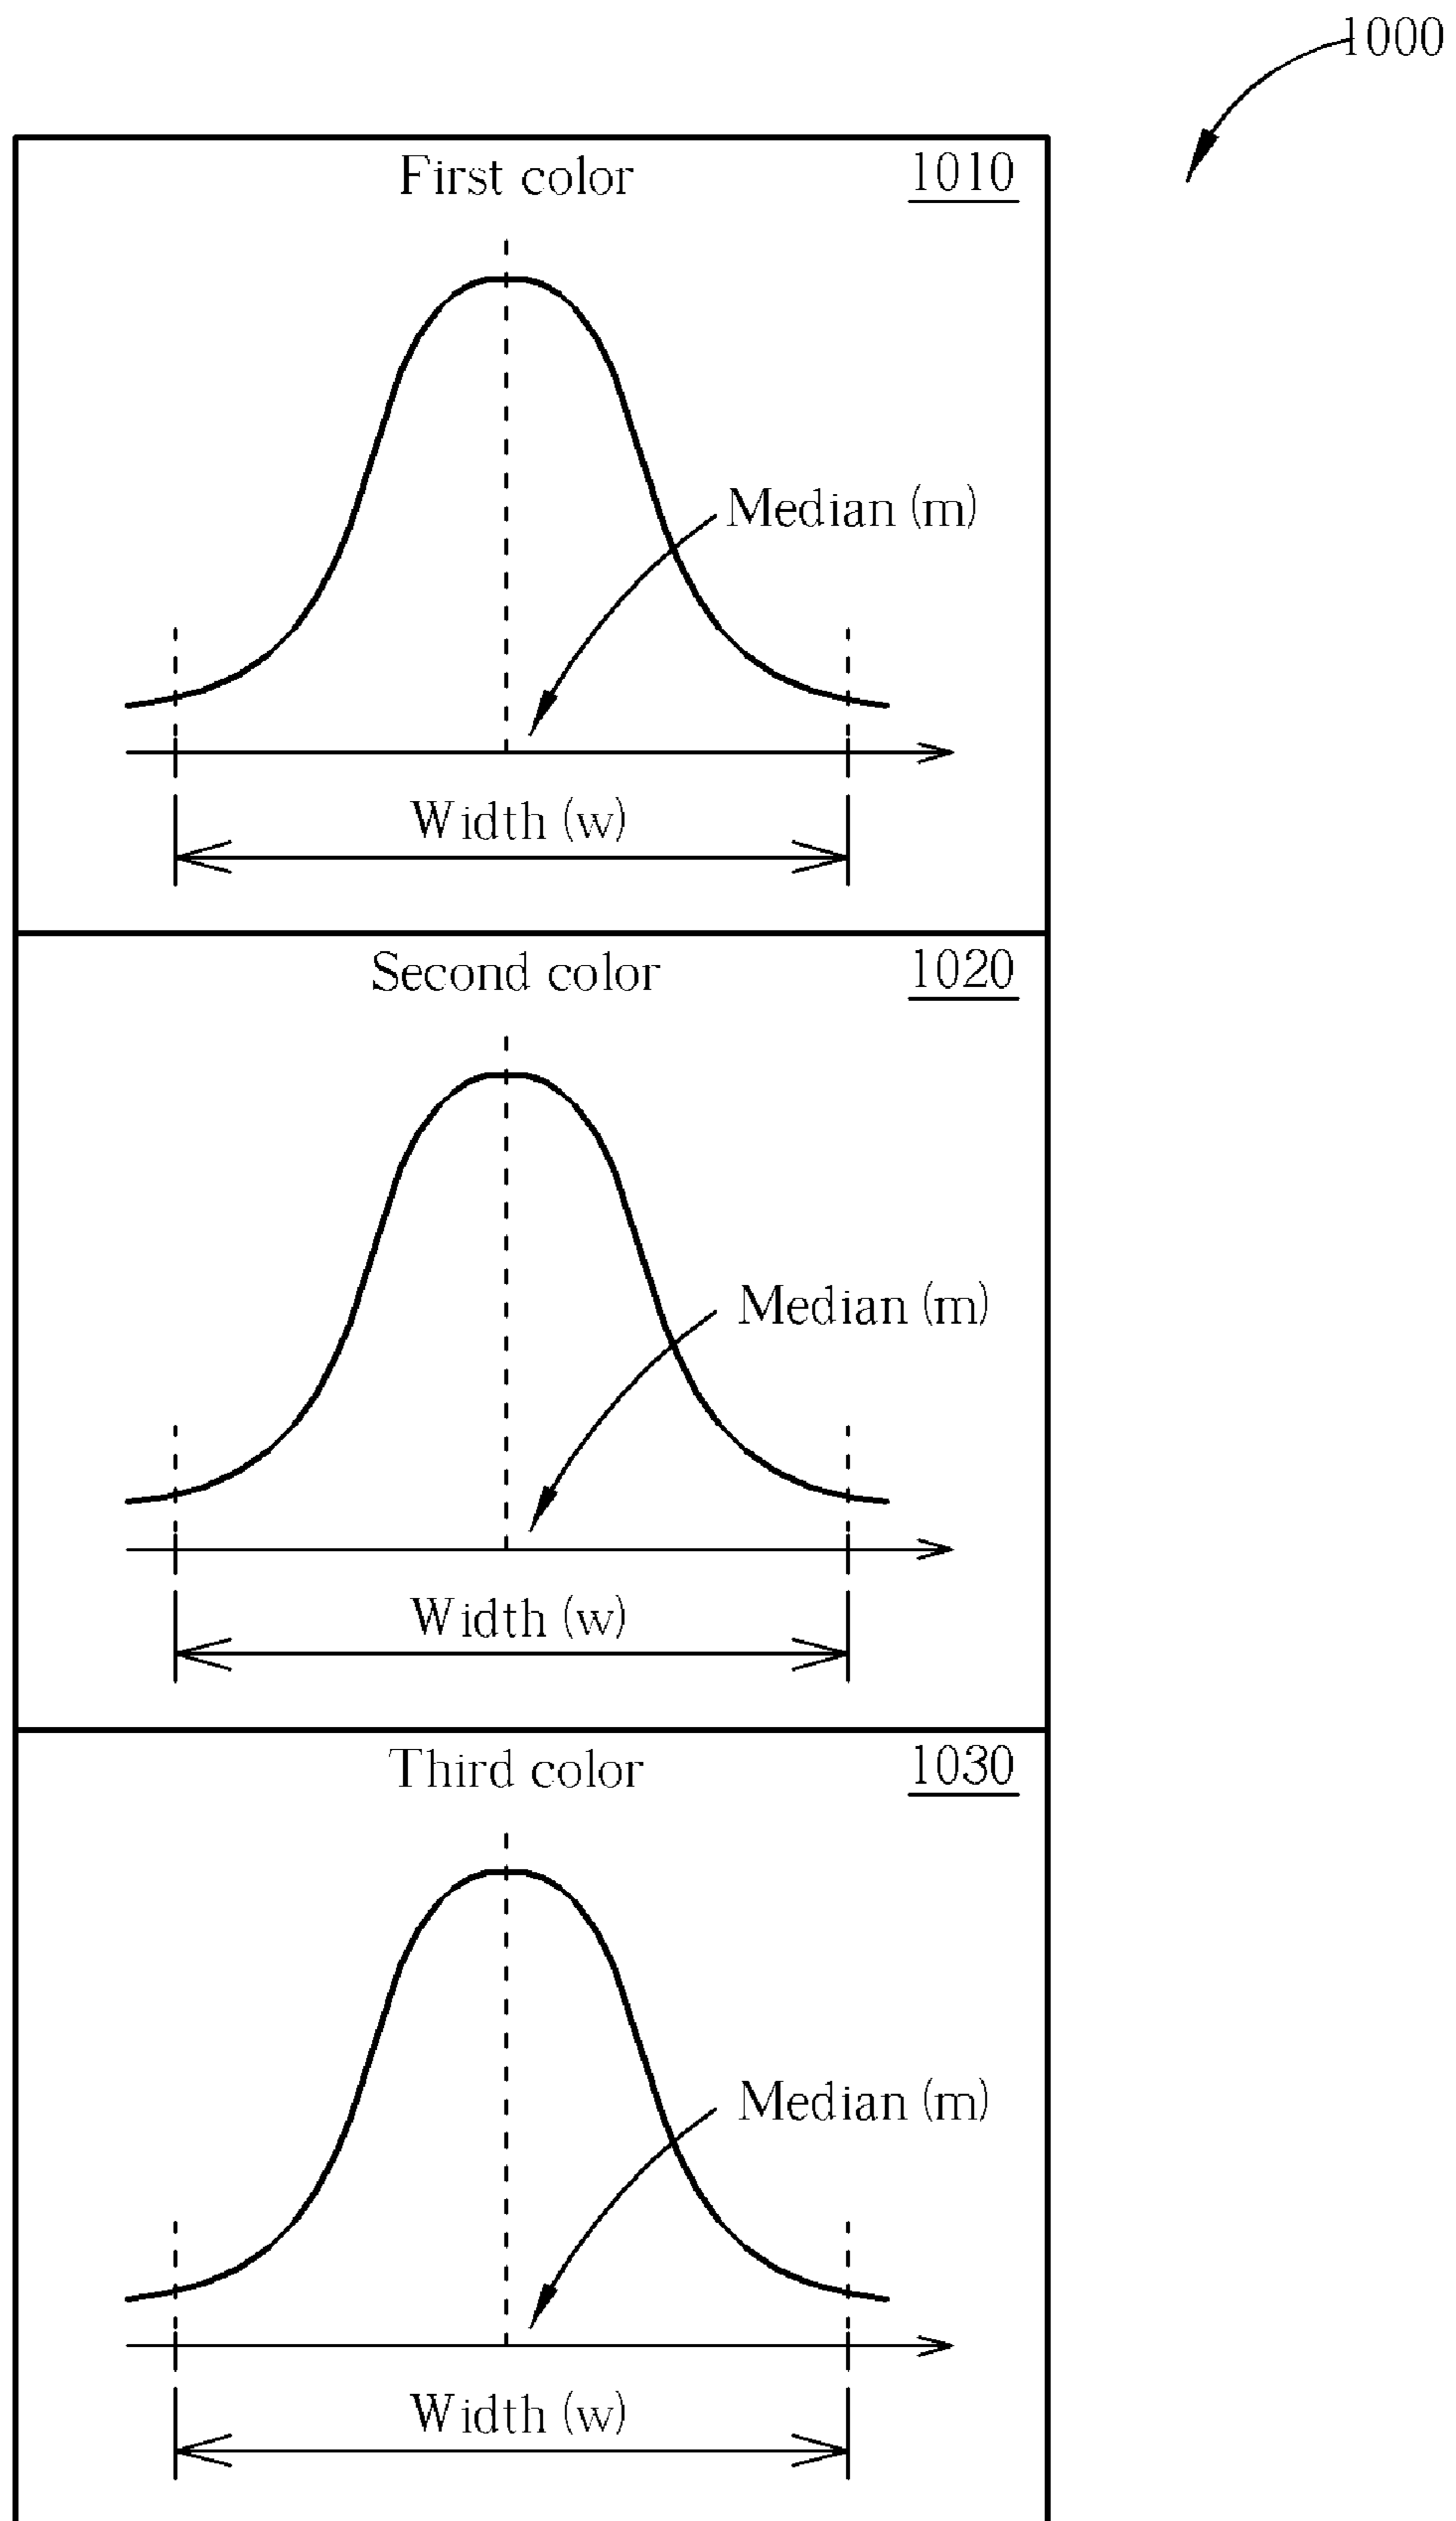 1000
First color 1010
Median (m)
Width (w)
Second color 1020
Median (m)
Width (w)
Third color 1030
Median (m)
Width (w)